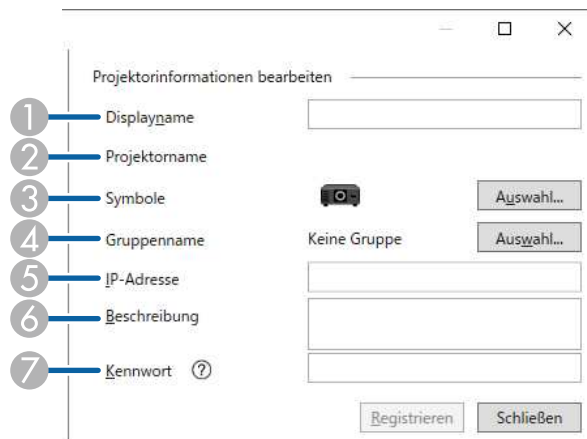 Projektorinformationen bearbeiten
1 Displayname
2 Projektorname
3 Symbole Auswahl...
4 Gruppenname Keine Gruppe Auswahl...
5 IP-Adresse
6 Beschreibung
7 Kennwort ?
Registrieren Schließen